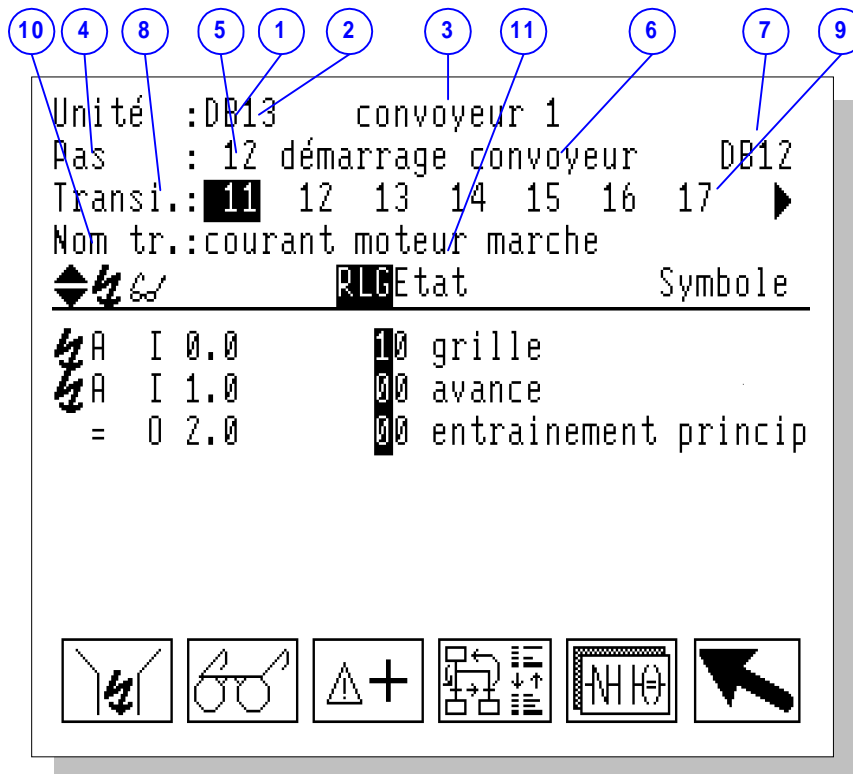 10 4 8 5 1 2 3 11 6 7 9
Unité :DB13 convoyeur 1
Pas : 12 démarrage convoyeur DB12
Transi.: 11 12 13 14 15 16 17
Nom tr.:courant moteur marche
RLGEtat Symbole
A I 0.0 10 grille
A I 1.0 00 avance
= O 2.0 00 entrainement princip